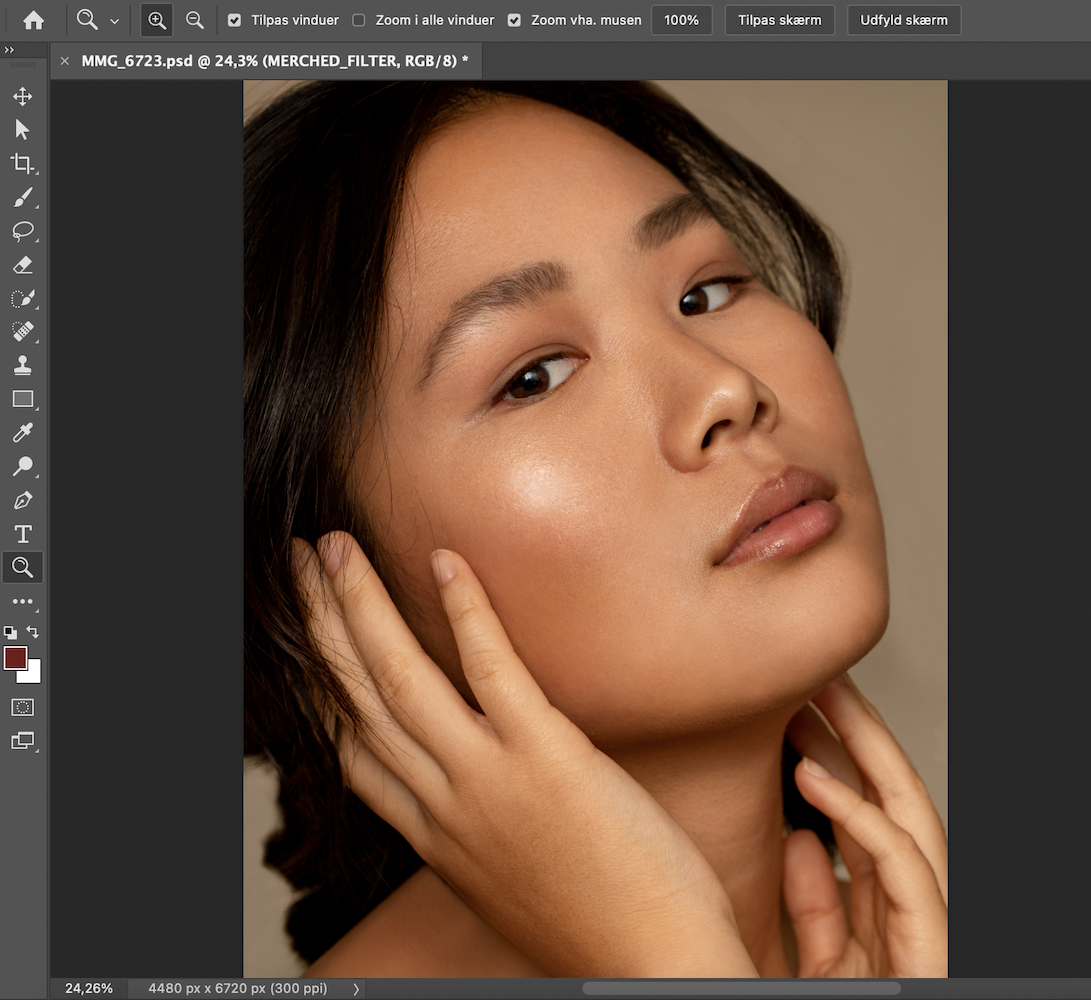 Tilpas vinduer Zoom i alle vinduer Zoom vha. musen 100% Tilpas skærm Udfyld skærm
MMG_6723.psd @ 24,3% (MERCHED_FILTER, RGB/8) *
24,26% 4480 px x 6720 px (300 ppi)